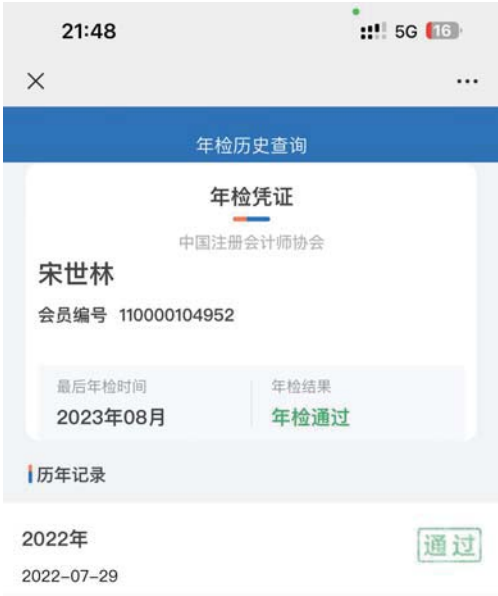 21:48 5G 16
年检历史查询
年检凭证
中国注册会计师协会
宋世林
会员编号 110000104952
最后年检时间 年检结果
2023年08月 年检通过
历年记录
2022年 通过
2022-07-29